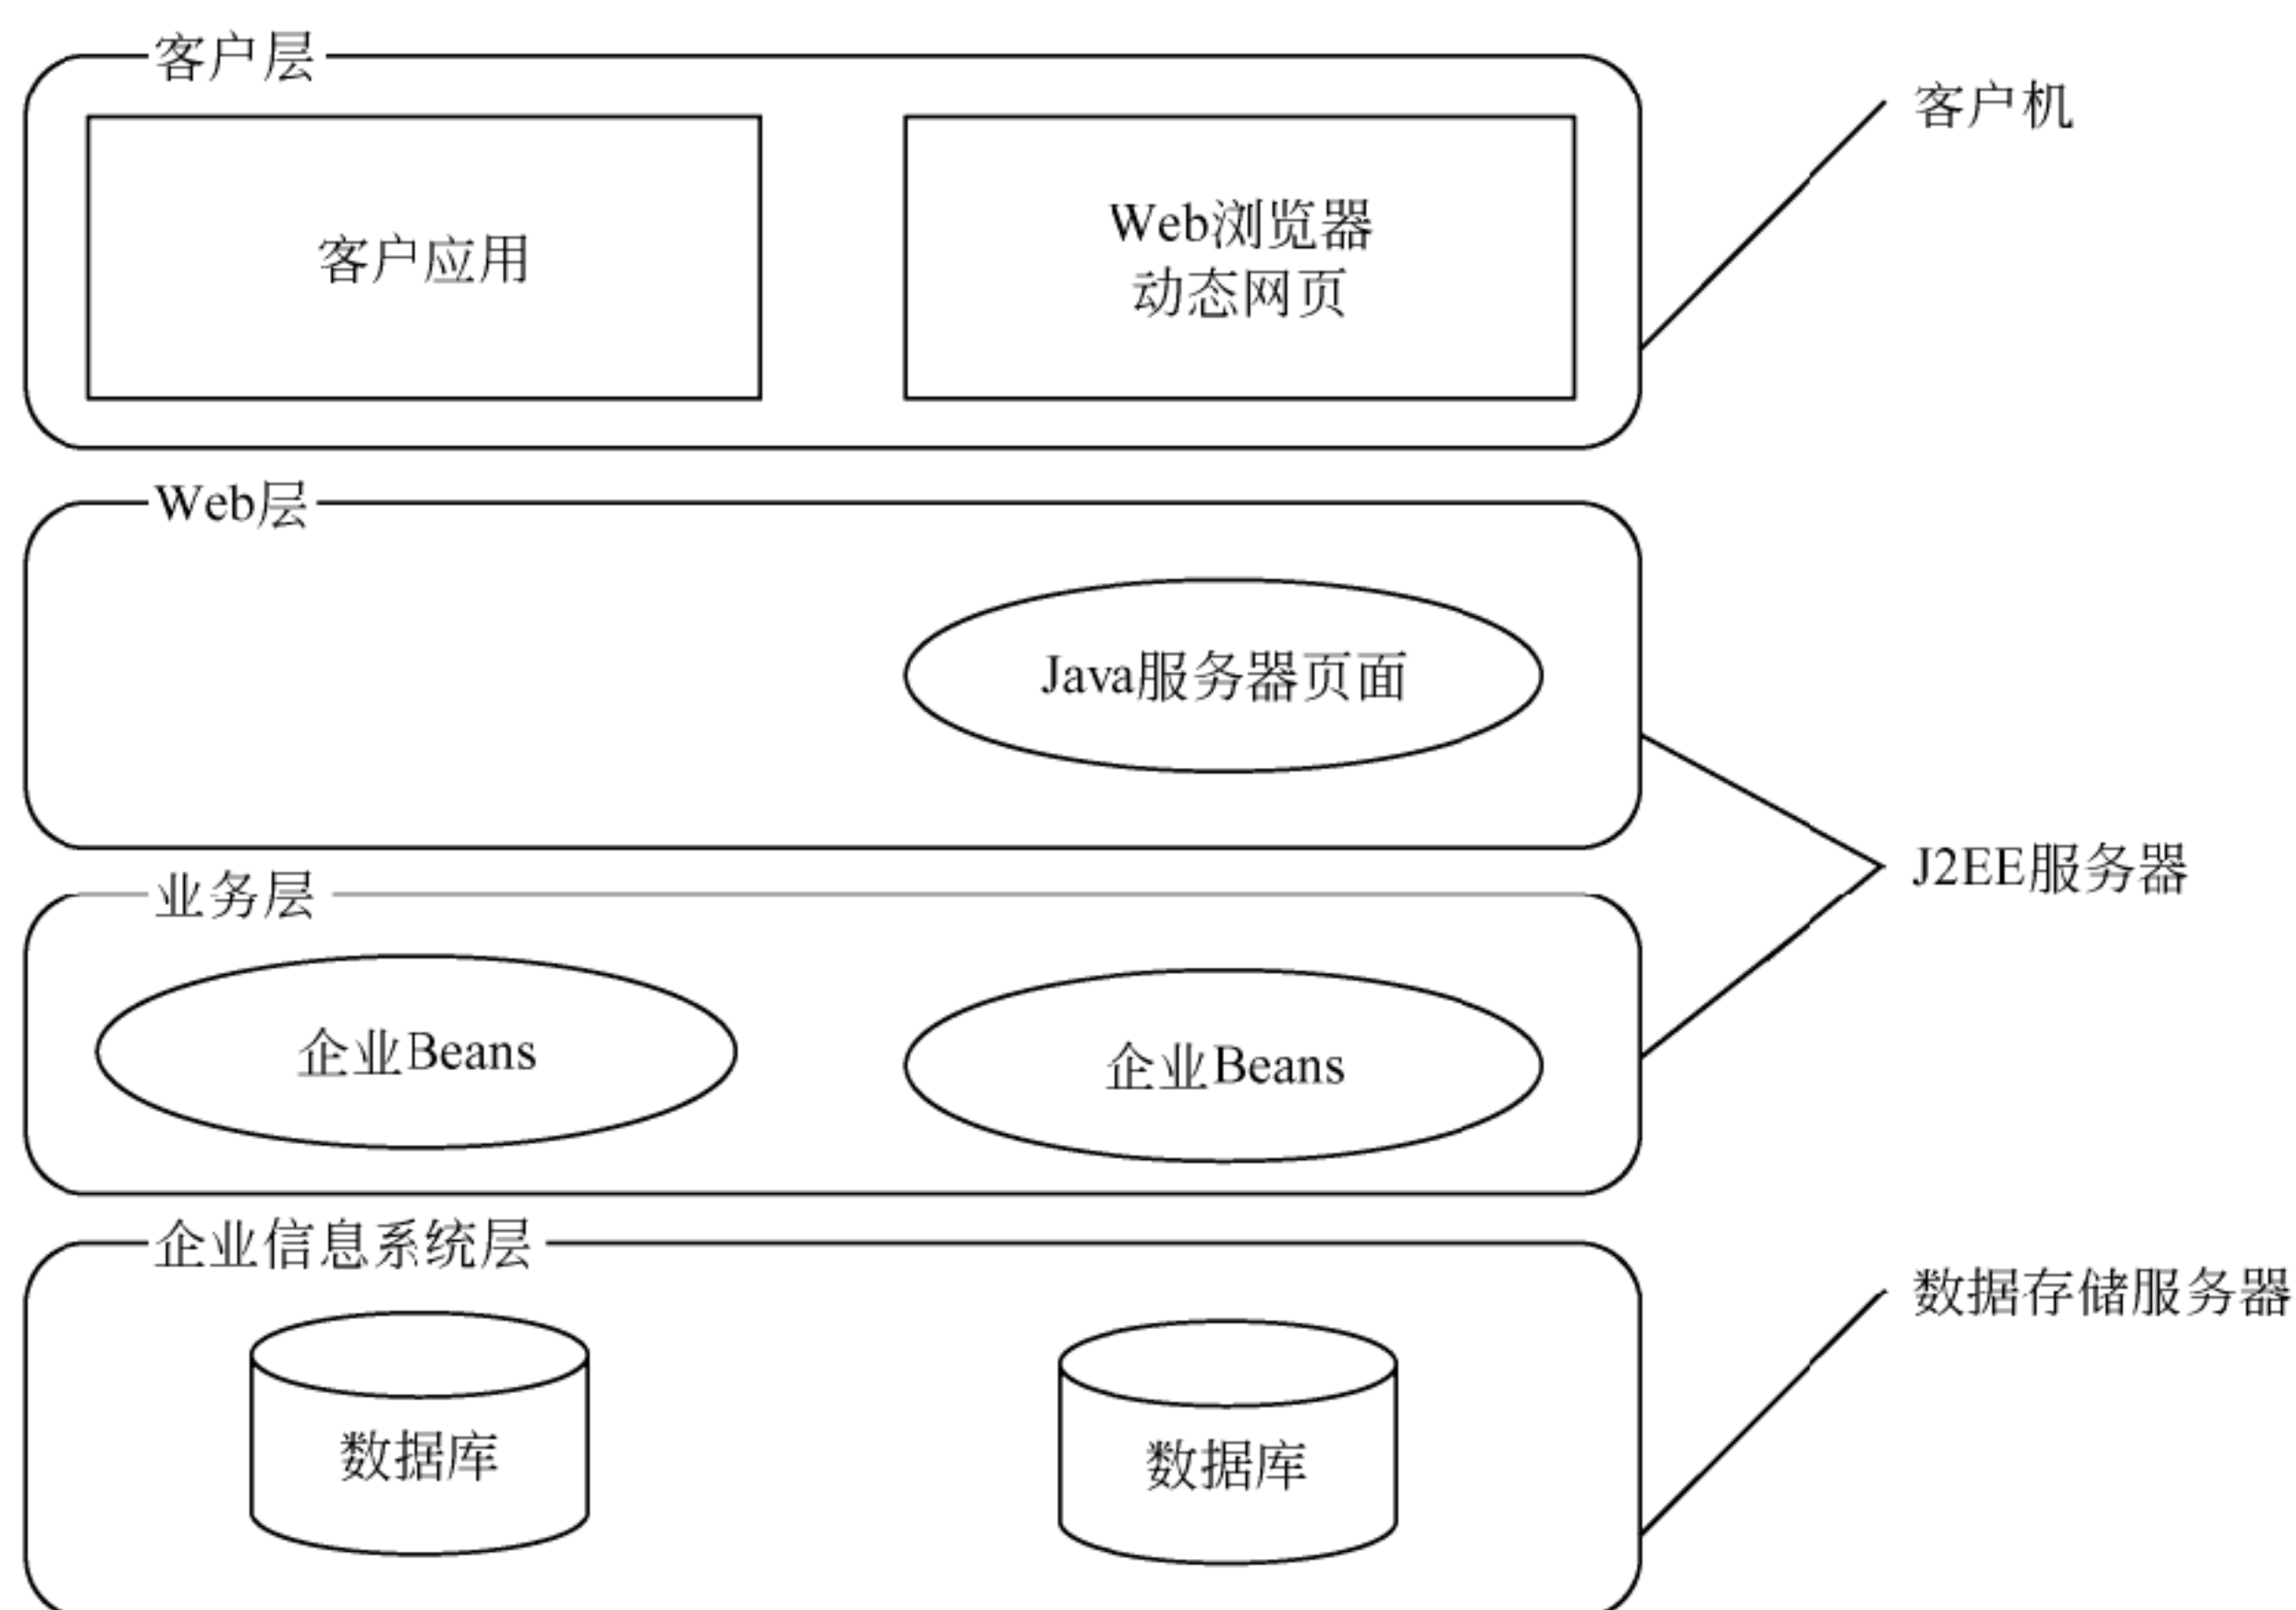 客户层
客户机
客户应用
Web浏览器
动态网页
Web层
Java服务器页面
J2EE服务器
业务层
企业Beans
企业Beans
企业信息系统层
数据存储服务器
数据库
数据库